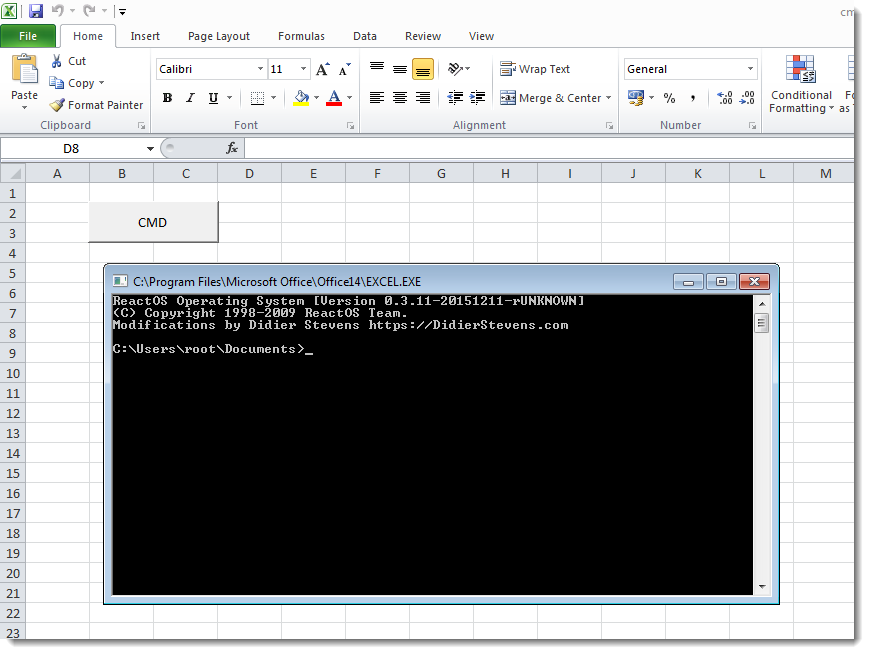 cm
File Home Insert Page Layout Formulas Data Review View
Paste
Cut
Copy
Format Painter
Clipboard
Calibri 11
B I U
A
Font
Wrap Text
Merge & Center
Alignment
General
% , .00 .0
Number
Conditional
Formatting
as
D8
fx
A B C D E F G H I J K L M
1
2
3
CMD
4
5
6
7
8
9
10
11
12
13
14
15
16
17
18
19
20
21
22
23
C:\Program Files\Microsoft Office\Office14\EXCEL.EXE
ReactOS Operating System [Version 0.3.11-20151211-rUNKNOWN]
(C) Copyright 1998-2009 ReactOS Team.
Modifications by Didier Stevens https://DidierStevens.com
C:\Users\root\Documents>_